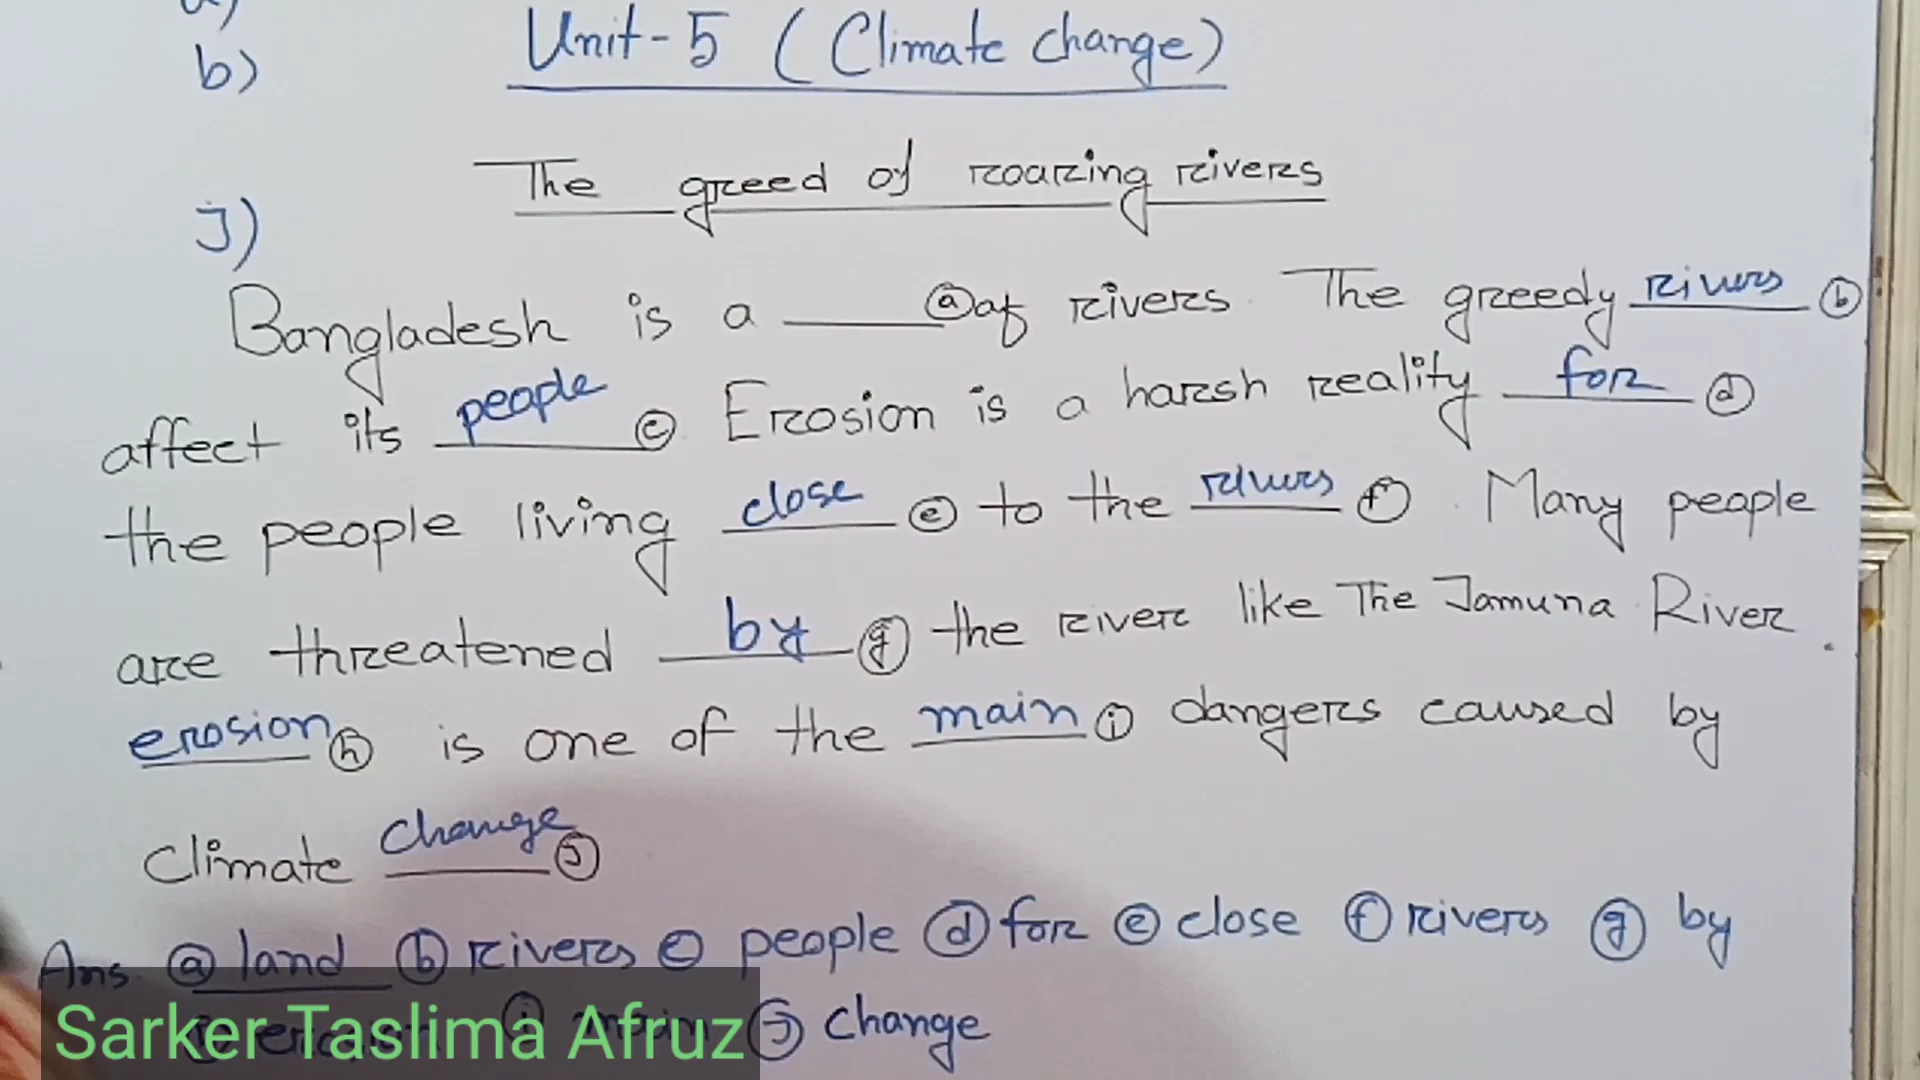 b)
Unit-5 (Climate change)
The greed of roaring rivers
J)
Bangladesh is a ____ (a) of rivers. The greedy rivers (b)
affect its people (c) Erosion is a harsh reality for (d)
the people living close (e) to the rivers (f). Many people
are threatened by (g) the river like The Jamuna River.
erosion (h) is one of the main (i) dangers caused by
Climate change (J)
Ans. (a) land (b) rivers (c) people (d) for (e) close (f) rivers (g) by
(i) main (J) change
Sarker Taslima Afruz